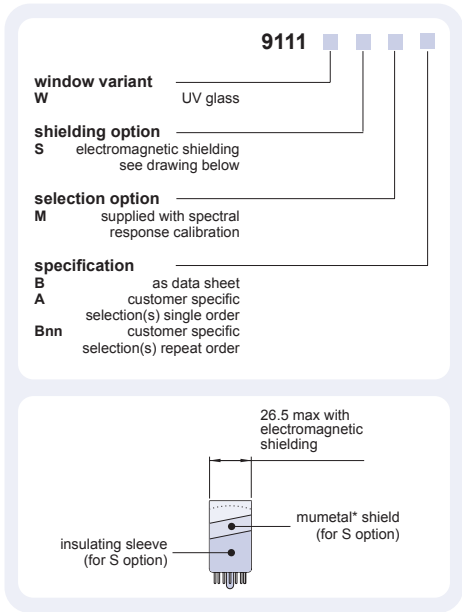 9111
window variant
W UV glass
shielding option
S electromagnetic shielding
see drawing below
selection option
M supplied with spectral
response calibration
specification
B as data sheet
A customer specific
selection(s) single order
Bnn customer specific
selection(s) repeat order
26.5 max with
electromagnetic
shielding
mumetal* shield
(for S option)
insulating sleeve
(for S option)